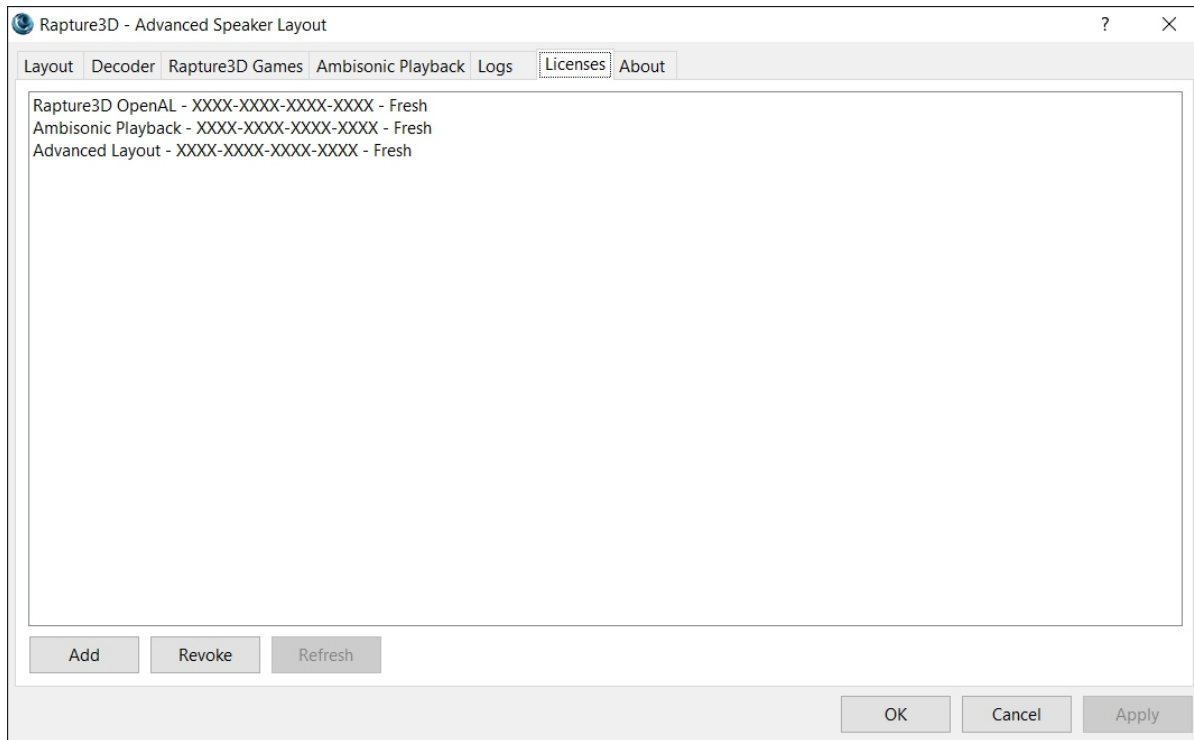 Rapture3D - Advanced Speaker Layout ? ×
Layout Decoder Rapture3D Games Ambisonic Playback Logs Licenses About
Rapture3D OpenAL - XXXX-XXXX-XXXX-XXXX - Fresh
Ambisonic Playback - XXXX-XXXX-XXXX-XXXX - Fresh
Advanced Layout - XXXX-XXXX-XXXX-XXXX - Fresh
Add Revoke Refresh
OK Cancel Apply